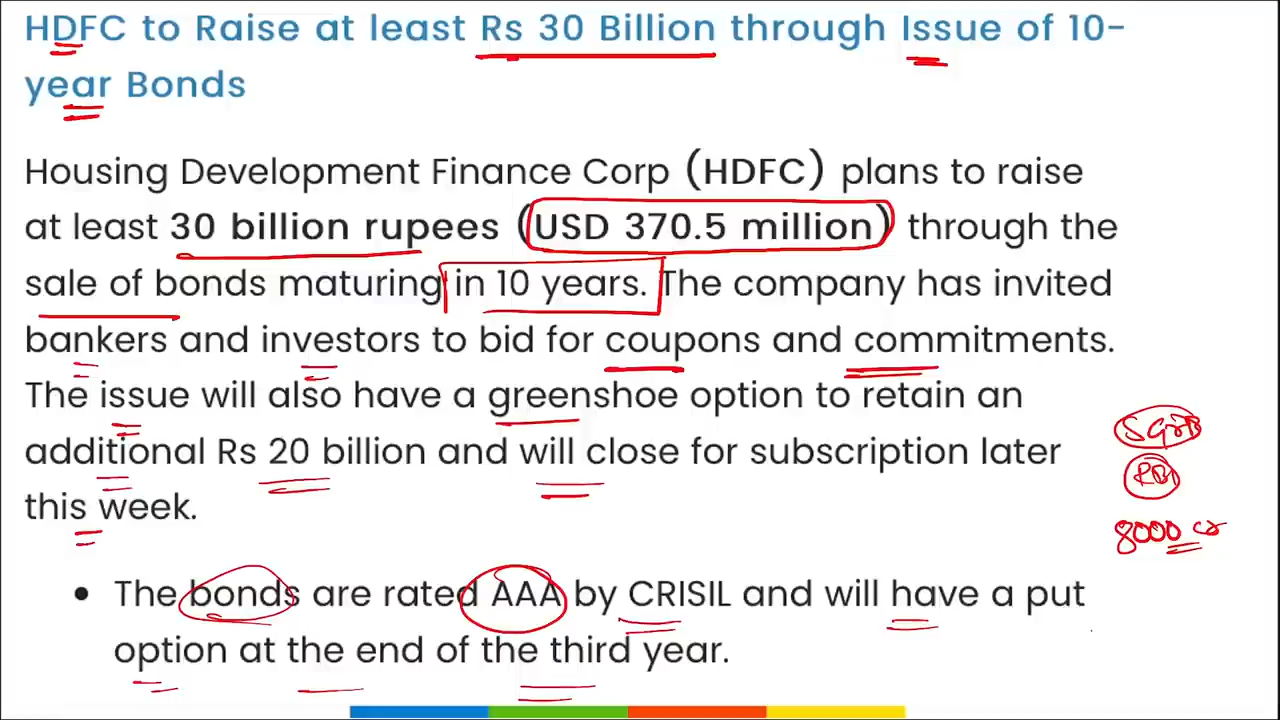 HDFC to Raise at least Rs 30 Billion through Issue of 10-
year Bonds
Housing Development Finance Corp (HDFC) plans to raise
at least 30 billion rupees (USD 370.5 million) through the
sale of bonds maturing in 10 years. The company has invited
bankers and investors to bid for coupons and commitments.
The issue will also have a greenshoe option to retain an
additional Rs 20 billion and will close for subscription later
this week.
SGrB
RBI
8000 cr
• The bonds are rated AAA by CRISIL and will have a put
option at the end of the third year.